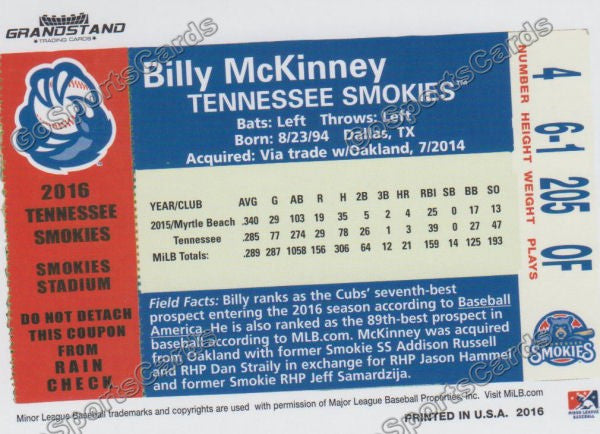 GRANDSTAND
TRADING CARDS
Billy McKinney
TENNESSEE SMOKIES™
Bats: Left Throws: Left
Born: 8/23/94 Dallas, TX
Acquired: Via trade w/Oakland, 7/2014
NUMBER HEIGHT WEIGHT PLAYS
4 6-1 205 OF
2016
TENNESSEE
SMOKIES
SMOKIES
STADIUM
DO NOT DETACH
THIS COUPON
FROM
RAIN
CHECK
YEAR/CLUB AVG G AB R H 2B 3B HR RBI SB BB SO
2015/Myrtle Beach .340 29 103 19 35 5 2 4 25 0 17 13
Tennessee .285 77 274 29 78 26 1 3 39 0 27 47
MiLB Totals: .289 287 1058 156 306 64 12 21 159 14 125 193
Field Facts: Billy ranks as the Cubs' seventh-best
prospect entering the 2016 season according to Baseball
America. He is also ranked as the 89th-best prospect in
baseball according to MLB.com. McKinney was acquired
from Oakland with former Smokie SS Addison Russell
and RHP Dan Straily in exchange for RHP Jason Hammel
and former Smokie RHP Jeff Samardzija.
SMOKIES
Minor League Baseball trademarks and copyrights are used with permission of Major League Baseball Properties, Inc. Visit MiLB.com
PRINTED IN U.S.A. 2016
GoSportsCards